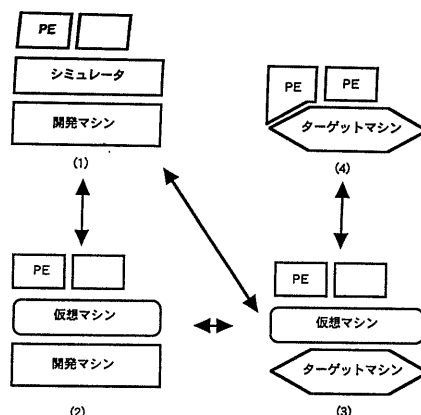 PE
シミュレータ
開発マシン
(1)
PE
PE
ターゲットマシン
(4)
PE
仮想マシン
開発マシン
(2)
PE
仮想マシン
ターゲットマシン
(3)